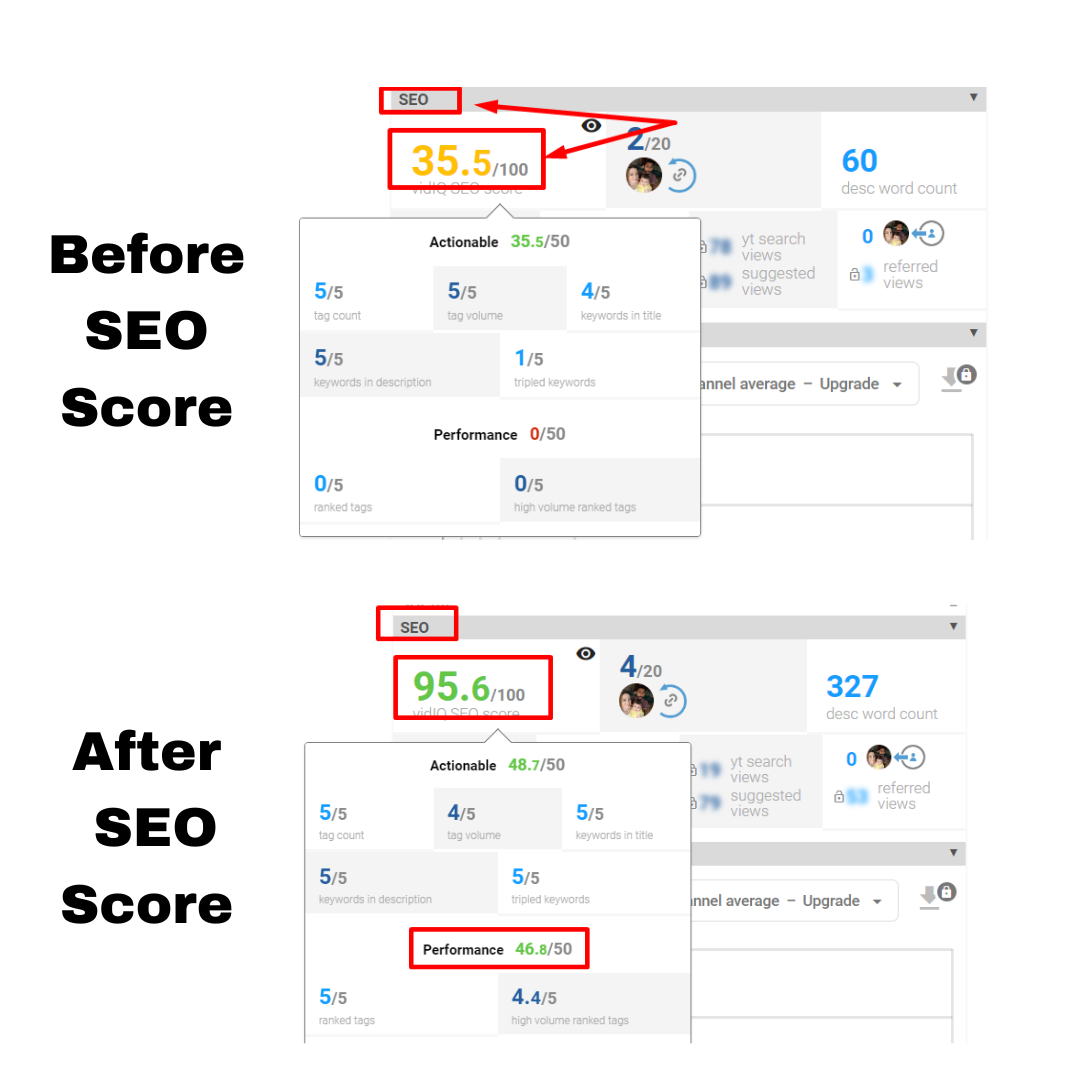 Before
SEO
Score
SEO
35.5/100
vidIQ SEO score
2/20
60
desc word count
Actionable 35.5/50
5/5
tag count
5/5
tag volume
4/5
keywords in title
5/5
keywords in description
1/5
tripled keywords
Performance 0/50
0/5
ranked tags
0/5
high volume ranked tags
yt search
views
suggested
views
0
referred
views
annel average – Upgrade
After
SEO
Score
SEO
95.6/100
vidIQ SEO score
4/20
327
desc word count
Actionable 48.7/50
5/5
tag count
4/5
tag volume
5/5
keywords in title
5/5
keywords in description
5/5
tripled keywords
Performance 46.8/50
5/5
ranked tags
4.4/5
high volume ranked tags
yt search
views
suggested
views
0
referred
views
nnel average – Upgrade